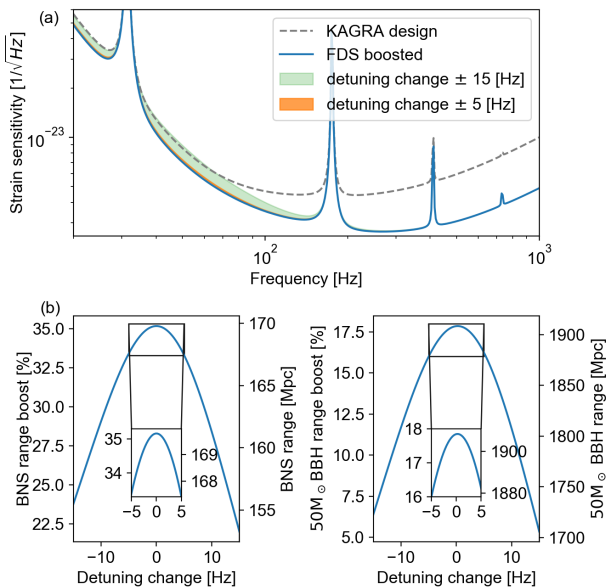 (a)
KAGRA design
FDS boosted
detuning change ± 15 [Hz]
detuning change ± 5 [Hz]
Strain sensitivity [1/√Hz]
10⁻²³
10² 10³
Frequency [Hz]
(b)
BNS range boost [%]
35.0
32.5
30.0
27.5
25.0
22.5
170
165
160
155
BNS range [Mpc]
35
34
169
168
−5 0 5
−10 0 10
Detuning change [Hz]
50M⊙ BBH range boost [%]
17.5
15.0
12.5
10.0
7.5
5.0
1900
1850
1800
1750
1700
50M⊙ BBH range [Mpc]
18
17
16
1900
1880
−5 0 5
−10 0 10
Detuning change [Hz]